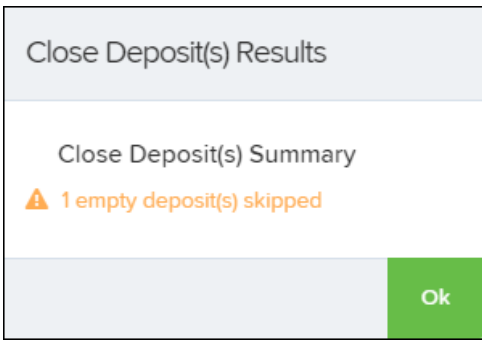 Close Deposit(s) Results
Close Deposit(s) Summary
1 empty deposit(s) skipped
Ok